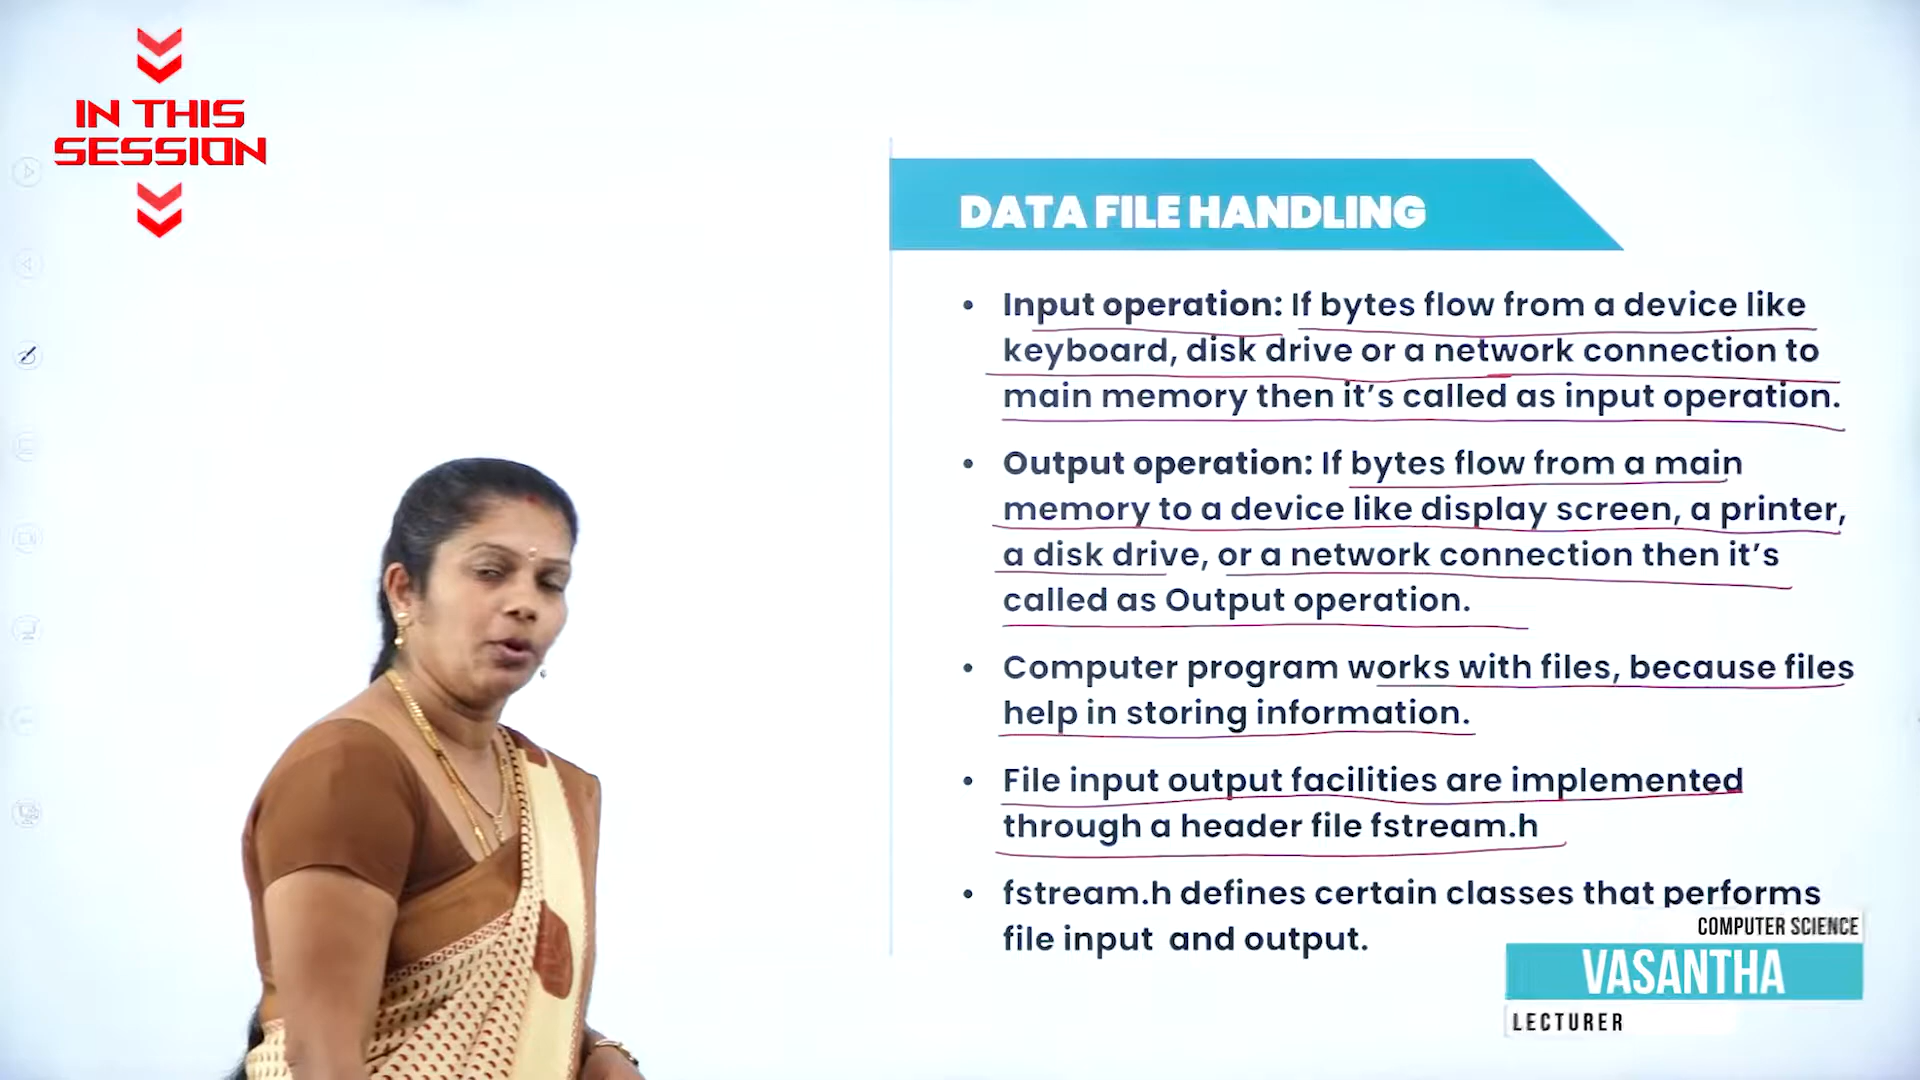 IN THIS
SESSION
DATA FILE HANDLING
• Input operation: If bytes flow from a device like
keyboard, disk drive or a network connection to
main memory then it's called as input operation.
• Output operation: If bytes flow from a main
memory to a device like display screen, a printer,
a disk drive, or a network connection then it's
called as Output operation.
• Computer program works with files, because files
help in storing information.
• File input output facilities are implemented
through a header file fstream.h
• fstream.h defines certain classes that performs
file input and output.
COMPUTER SCIENCE
VASANTHA
LECTURER